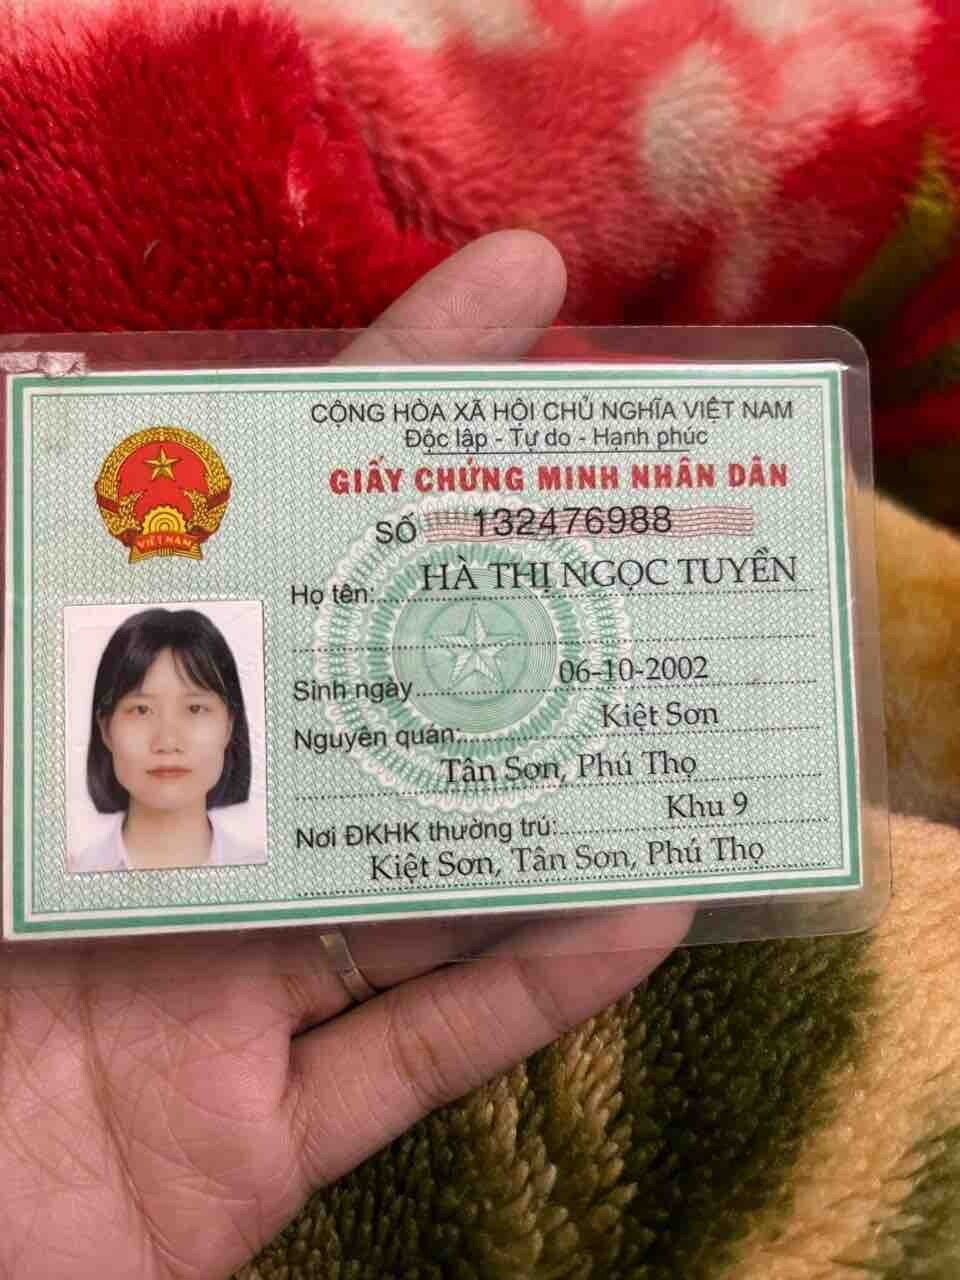 CỘNG HÒA XÃ HỘI CHỦ NGHĨA VIỆT NAM
Độc lập - Tự do - Hạnh phúc
GIẤY CHỨNG MINH NHÂN DÂN
SỐ 132476988
VIỆT NAM
Họ tên: HÀ THỊ NGỌC TUYỀN
Sinh ngày 06-10-2002
Nguyên quán: Kiệt Sơn
Tân Sơn, Phú Thọ
Nơi ĐKHK thường trú: Khu 9
Kiệt Sơn, Tân Sơn, Phú Thọ